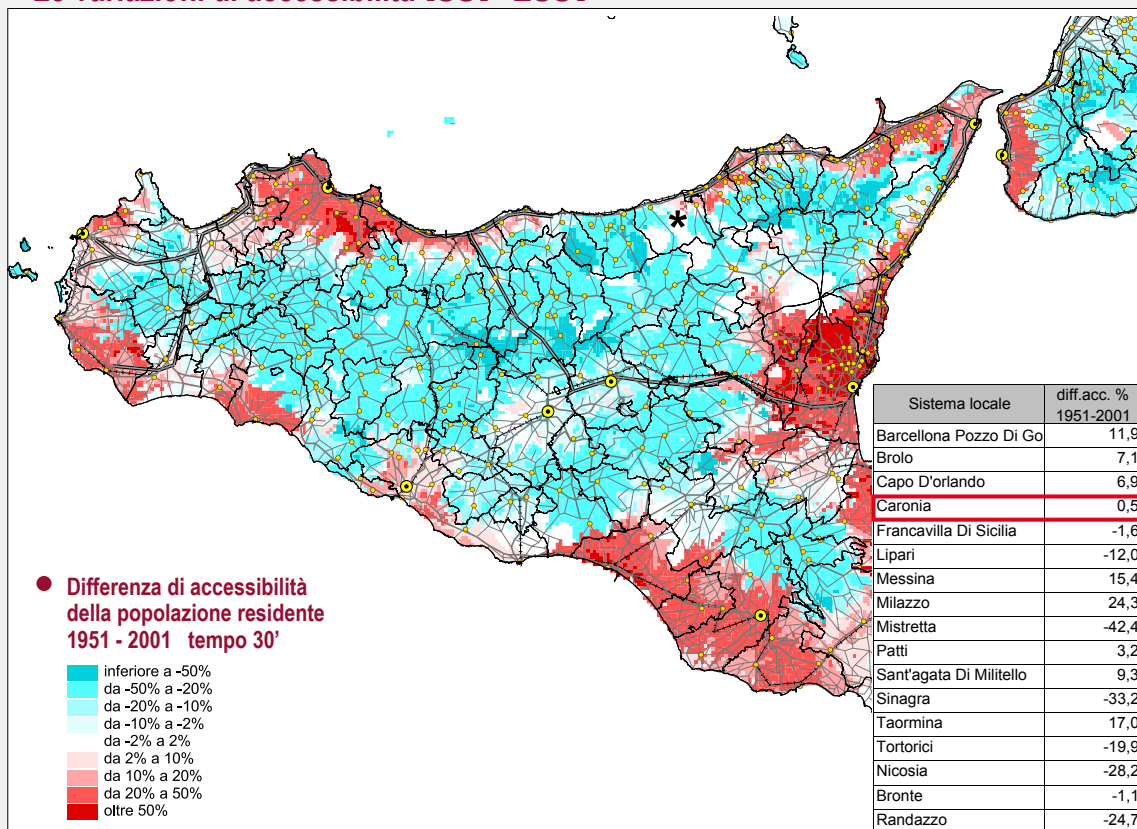 Sistema locale diff.acc. % 1951-2001
Barcellona Pozzo Di Go 11,9
Brolo 7,1
Capo D'orlando 6,9
Caronia 0,5
Francavilla Di Sicilia -1,6
Lipari -12,0
Messina 15,4
Milazzo 24,3
Mistretta -42,4
Patti 3,2
Sant'agata Di Militello 9,3
Sinagra -33,2
Taormina 17,0
Tortorici -19,9
Nicosia -28,2
Bronte -1,1
Randazzo -24,7
Differenza di accessibilità
della popolazione residente
1951 - 2001 tempo 30'
inferiore a -50%
da -50% a -20%
da -20% a -10%
da -10% a -2%
da -2% a 2%
da 2% a 10%
da 10% a 20%
da 20% a 50%
oltre 50%